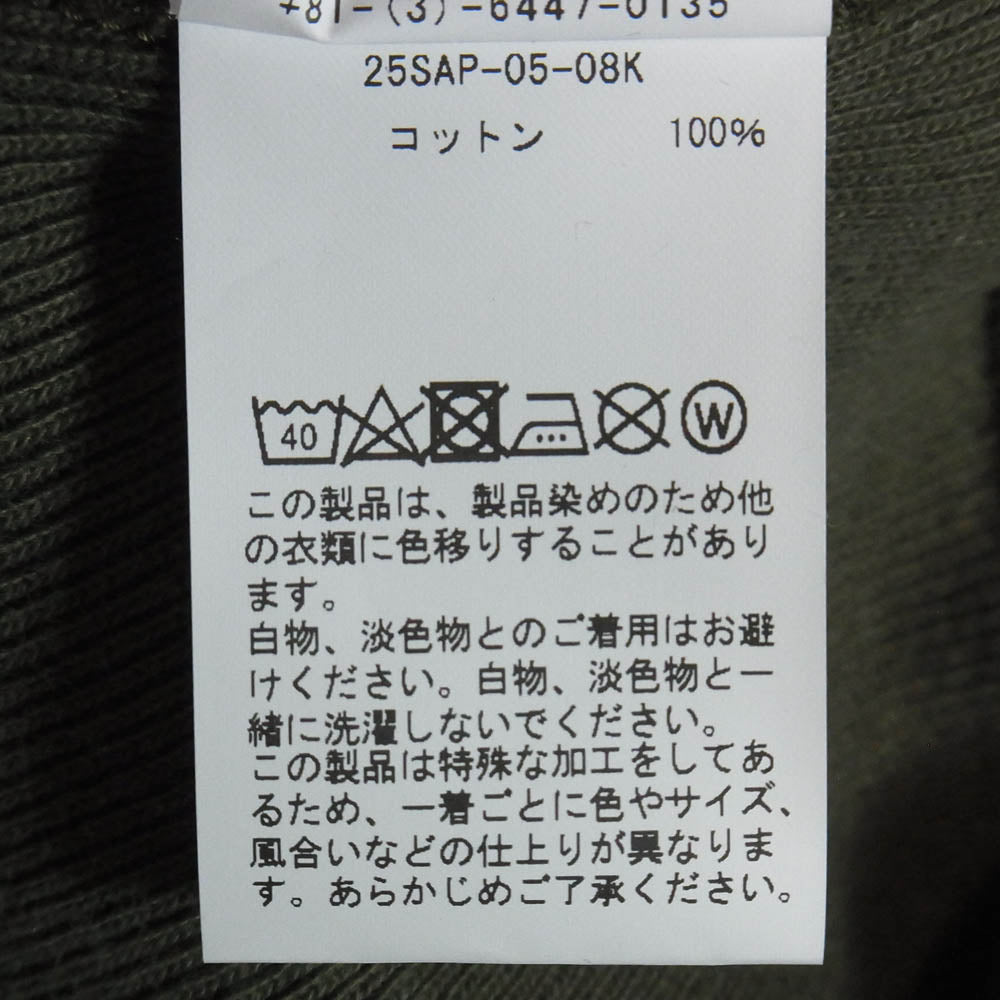 +81-(3)-6447-0135
25SAP-05-08K
コットン 100%
40 W
この製品は、製品染めのため他
の衣類に色移りすることがあり
ます。
白物、淡色物とのご着用はお避
けください。白物、淡色物と一
緒に洗濯しないでください。
この製品は特殊な加工をしてあ
るため、一着ごとに色やサイズ、
風合いなどの仕上りが異なりま
す。あらかじめご了承ください。